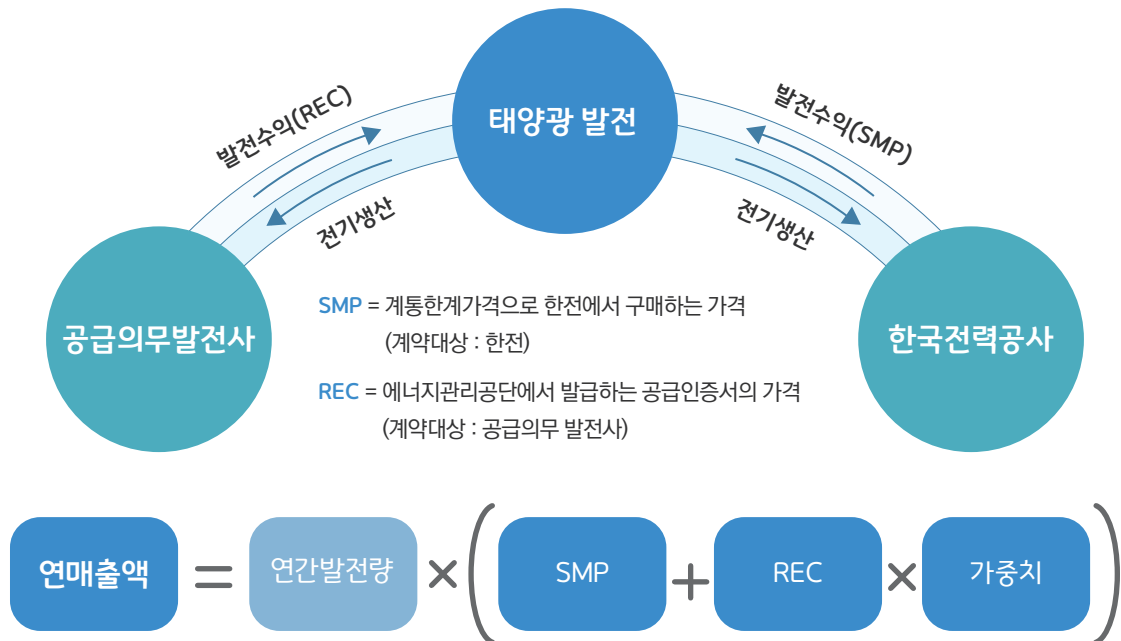 태양광 발전
발전수익(REC)
발전수익(SMP)
전기생산
전기생산
공급의무발전사
한국전력공사
SMP = 계통한계가격으로 한전에서 구매하는 가격
(계약대상 : 한전)
REC = 에너지관리공단에서 발급하는 공급인증서의 가격
(계약대상 : 공급의무 발전사)
연매출액 = 연간발전량 × ( SMP + REC × 가중치 )